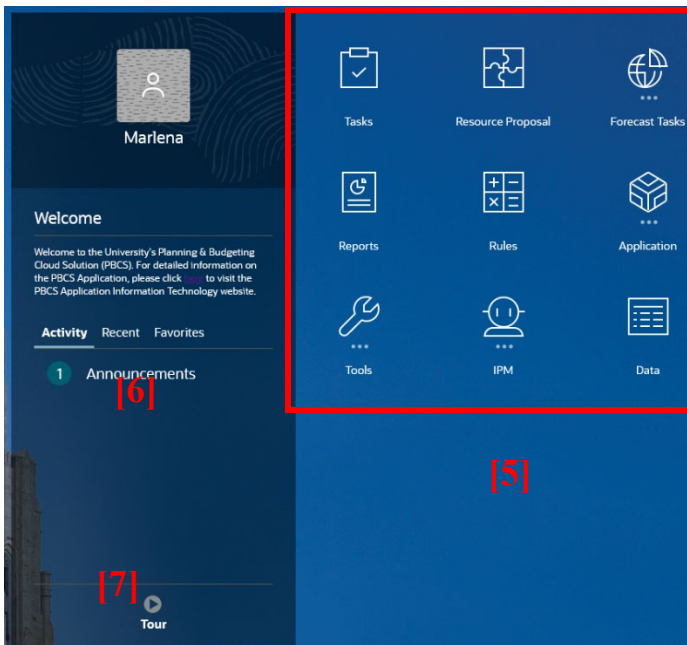 Marlena
Welcome
Welcome to the University's Planning & Budgeting
Cloud Solution (PBCS). For detailed information on
the PBCS Application, please click here to visit the
PBCS Application Information Technology website.
Activity Recent Favorites
1 Announcements
[6]
[7]
Tour
Tasks Resource Proposal Forecast Tasks
Reports Rules Application
Tools IPM Data
[5]